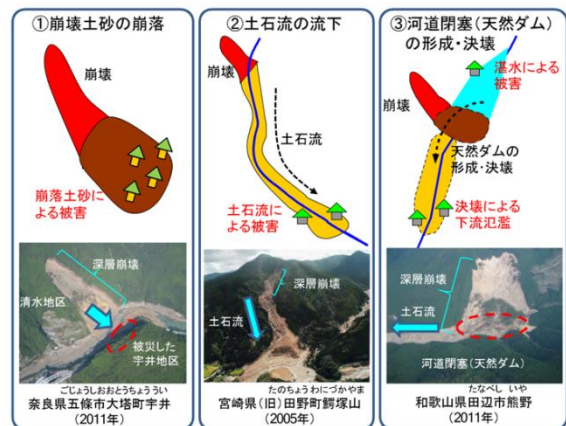 ①崩壊土砂の崩落
崩落土砂に
よる被害
深層崩壊
清水地区
被災した
宇井地区
ごじょうしおおとうちょううい
奈良県五條市大塔町宇井
(2011年)
②土石流の流下
崩壊
土石流
土石流に
よる被害
深層崩壊
土石流
たのちょうわにづかやま
宮崎県(旧)田野町鰐塚山
(2005年)
③河道閉塞(天然ダム)
の形成・決壊
湛水による
被害
崩壊
天然ダムの
形成・決壊
決壊による
下流氾濫
深層崩壊
土石流
河道閉塞(天然ダム)
たなべし いや
和歌山県田辺市熊野
(2011年)